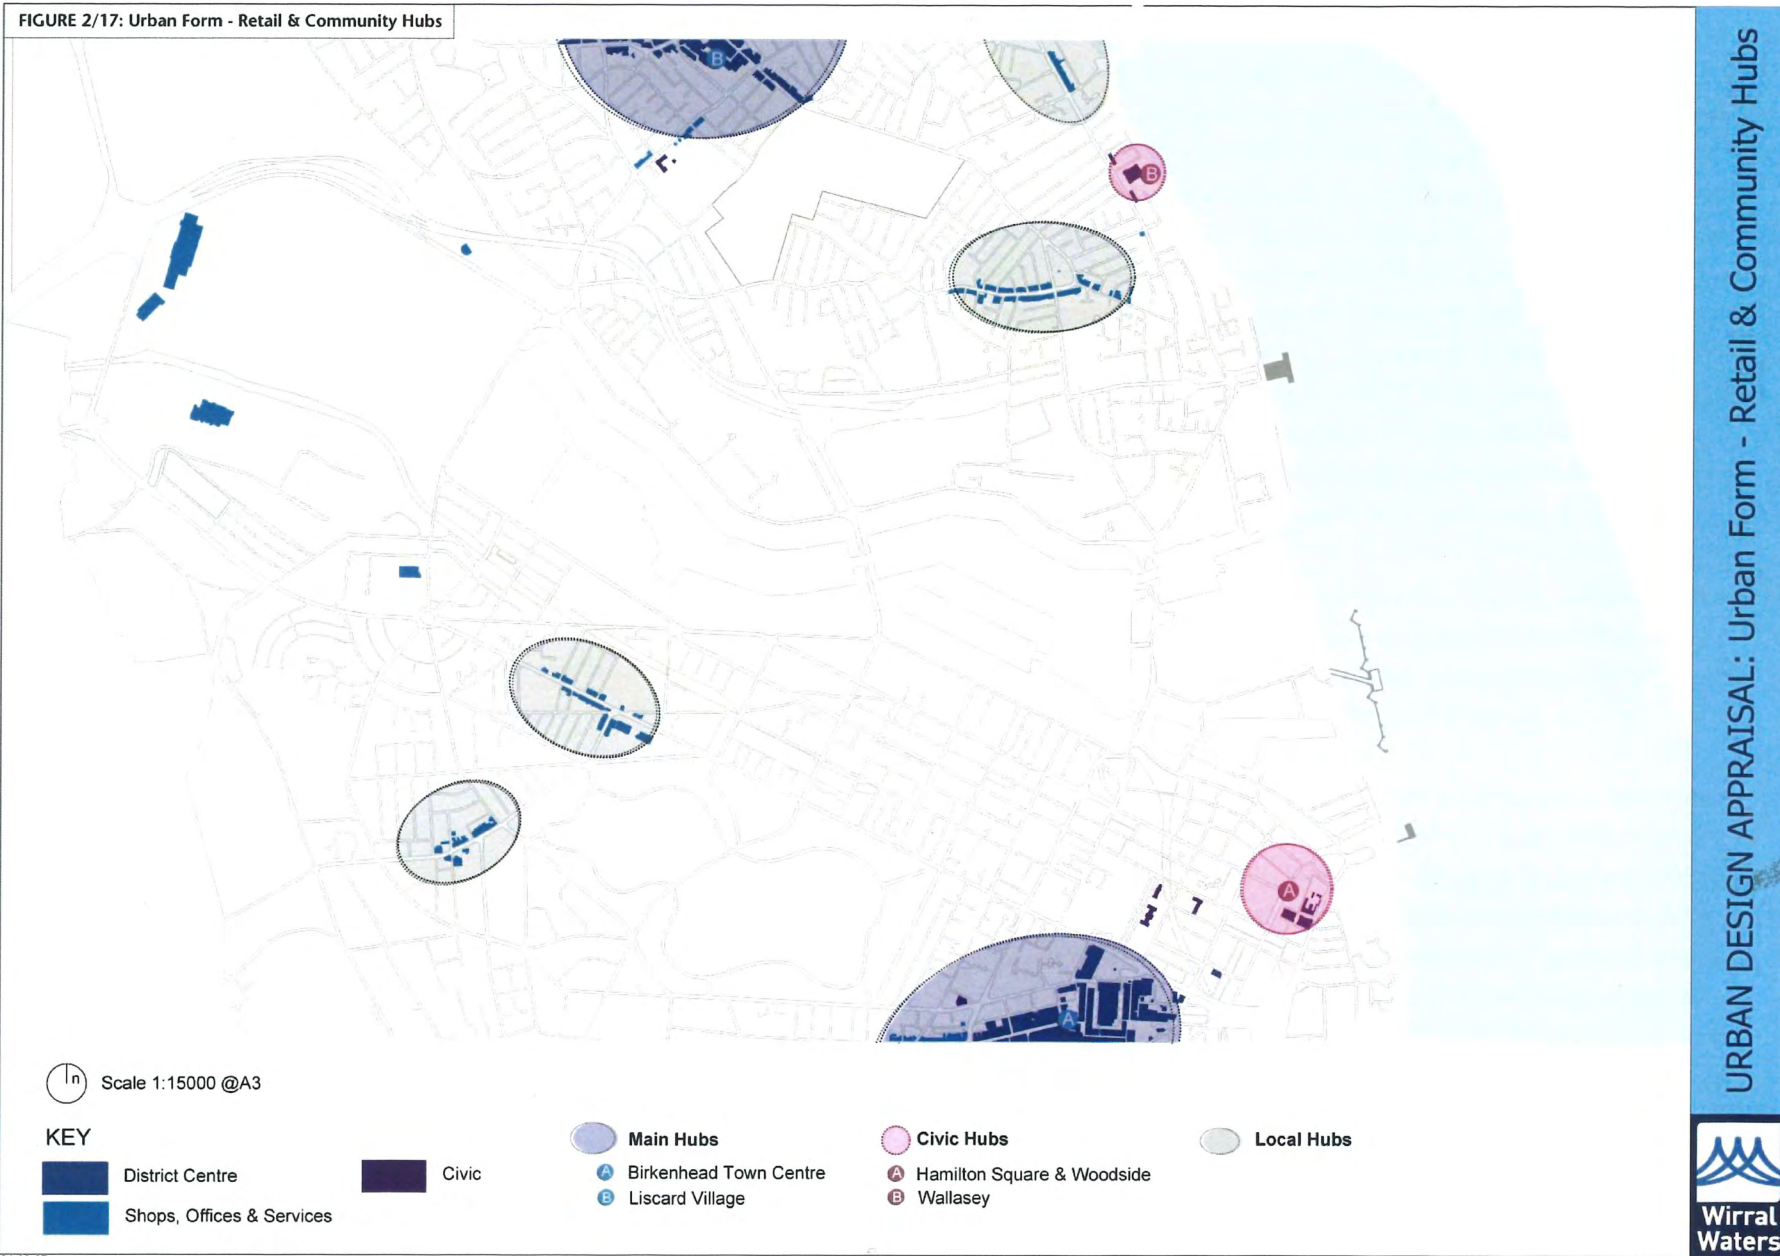 FIGURE 2/17: Urban Form - Retail & Community Hubs
B
B
A
A
URBAN DESIGN APPRAISAL: Urban Form - Retail & Community Hubs
n
Scale 1:15000 @A3
KEY
District Centre
Shops, Offices & Services
Civic
Main Hubs
A Birkenhead Town Centre
B Liscard Village
Civic Hubs
A Hamilton Square & Woodside
B Wallasey
Local Hubs
Wirral
Waters